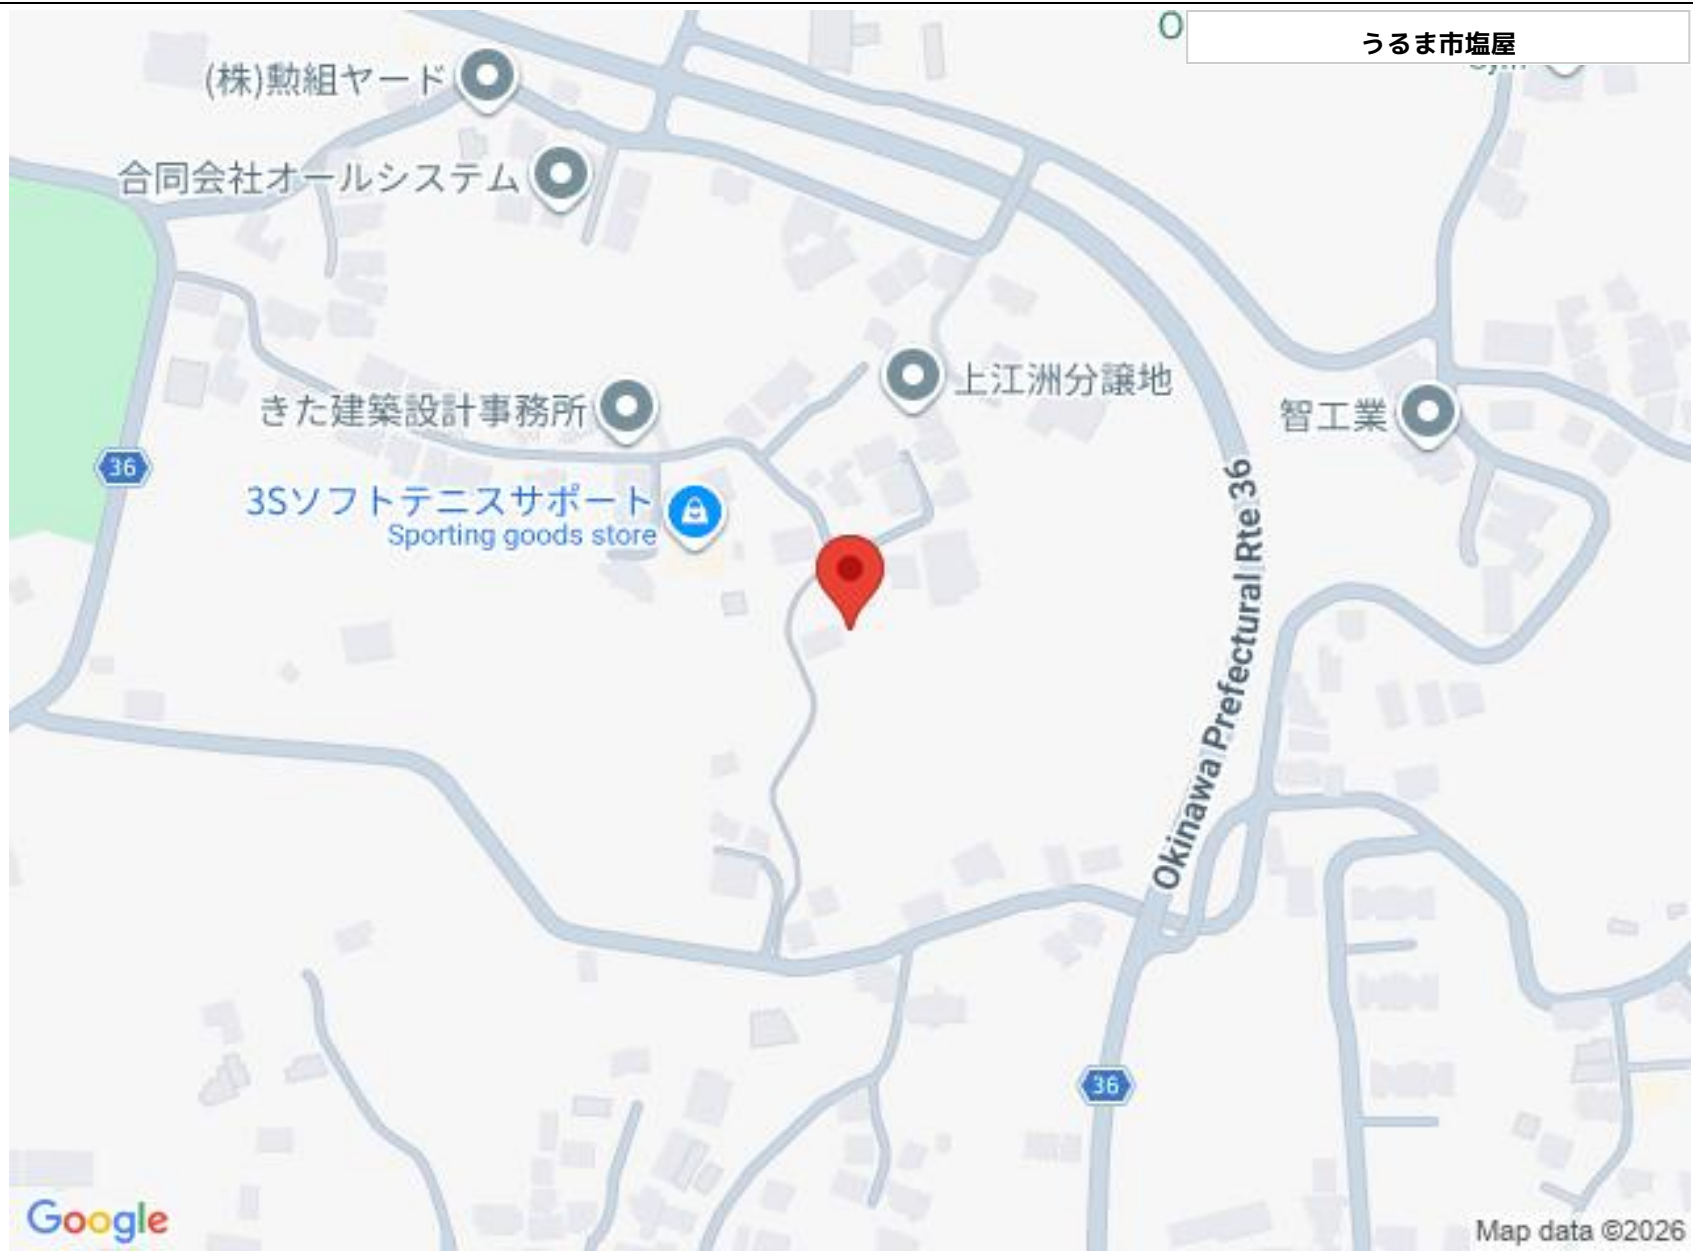 うるま市塩屋
(株)勲組ヤード
合同会社オールシステム
上江洲分譲地
きた建築設計事務所
智工業
36
3Sソフトテニスサポート
Sporting goods store
Okinawa Prefectural Rte 36
36
Google
Map data ©2026